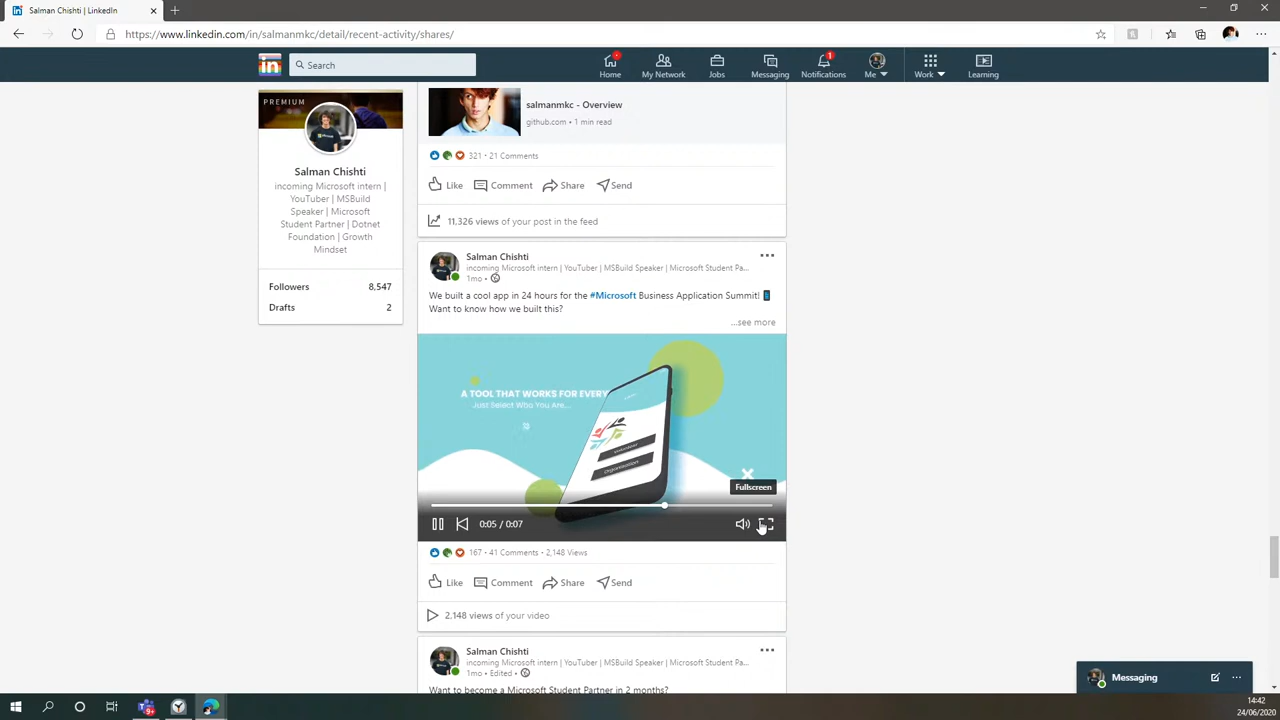 Salman Chishti | LinkedIn
https://www.linkedin.com/in/salmanmkc/detail/recent-activity/shares/
in
Search
Home
My Network
Jobs
Messaging
1
Notifications
Me
Work
Learning
PREMIUM
Salman Chishti
incoming Microsoft intern |
YouTuber | MSBuild
Speaker | Microsoft
Student Partner | Dotnet
Foundation | Growth
Mindset
Followers 8,547
Drafts 2
salmanmkc - Overview
github.com • 1 min read
321 • 21 Comments
Like Comment Share Send
11,326 views of your post in the feed
Salman Chishti
incoming Microsoft intern | YouTuber | MSBuild Speaker | Microsoft Student Pa...
1mo •
We built a cool app in 24 hours for the #Microsoft Business Application Summit!
Want to know how we built this?
...see more
A TOOL THAT WORKS FOR EVERY
Just Select Who You Are...
Volunteer
Organisation
Fullscreen
0:05 / 0:07
167 • 41 Comments • 2,148 Views
Like Comment Share Send
2,148 views of your video
Salman Chishti
incoming Microsoft intern | YouTuber | MSBuild Speaker | Microsoft Student Pa...
1mo • Edited •
Want to become a Microsoft Student Partner in 2 months?
Messaging
14:42
24/06/2020